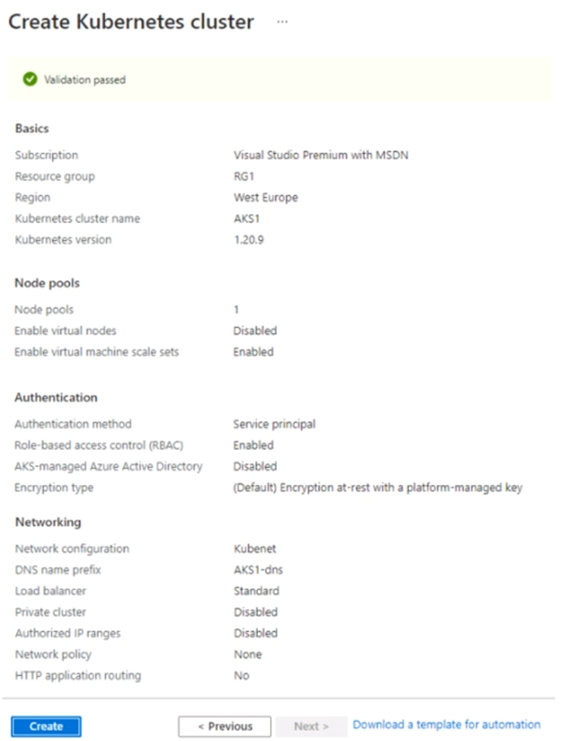 Create Kubernetes cluster ...
Validation passed
Basics
Subscription Visual Studio Premium with MSDN
Resource group RG1
Region West Europe
Kubernetes cluster name AKS1
Kubernetes version 1.20.9
Node pools
Node pools 1
Enable virtual nodes Disabled
Enable virtual machine scale sets Enabled
Authentication
Authentication method Service principal
Role-based access control (RBAC) Enabled
AKS-managed Azure Active Directory Disabled
Encryption type (Default) Encryption at-rest with a platform-managed key
Networking
Network configuration Kubenet
DNS name prefix AKS1-dns
Load balancer Standard
Private cluster Disabled
Authorized IP ranges Disabled
Network policy None
HTTP application routing No
Create < Previous Next > Download a template for automation